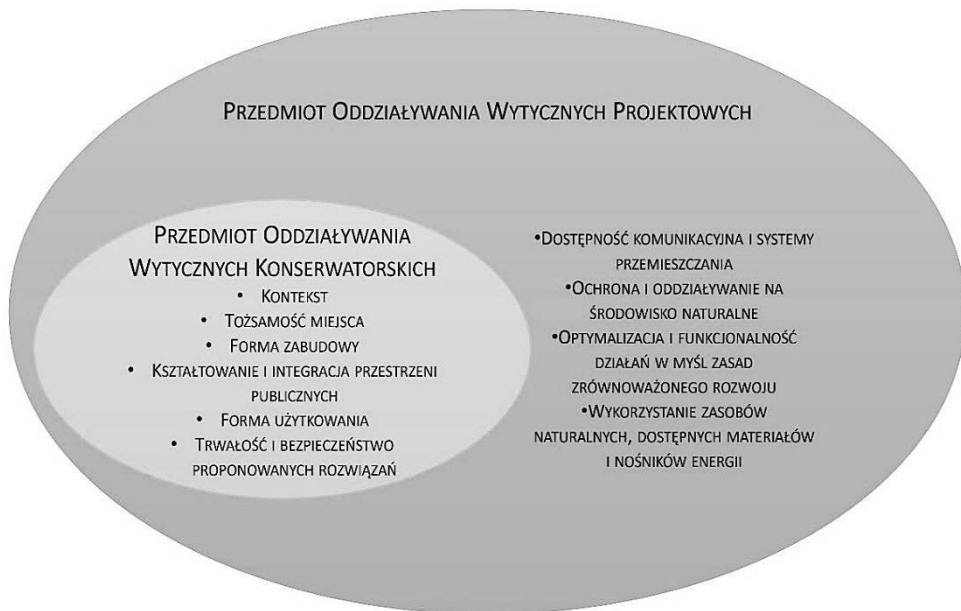 Przedmiot Oddziaływania Wytycznych Projektowych
Przedmiot Oddziaływania
Wytycznych Konserwatorskich
• Kontekst
• Tożsamość miejsca
• Forma zabudowy
• Kształtowanie i integracja przestrzeni
publicznych
• Forma użytkowania
• Trwałość i bezpieczeństwo
proponowanych rozwiązań
•Dostępność komunikacyjna i systemy
przemieszczania
•Ochrona i oddziaływanie na
środowisko naturalne
•Optymalizacja i funkcjonalność
działań w myśl zasad
zrównoważonego rozwoju
•Wykorzystanie zasobów
naturalnych, dostępnych materiałów
i nośników energii